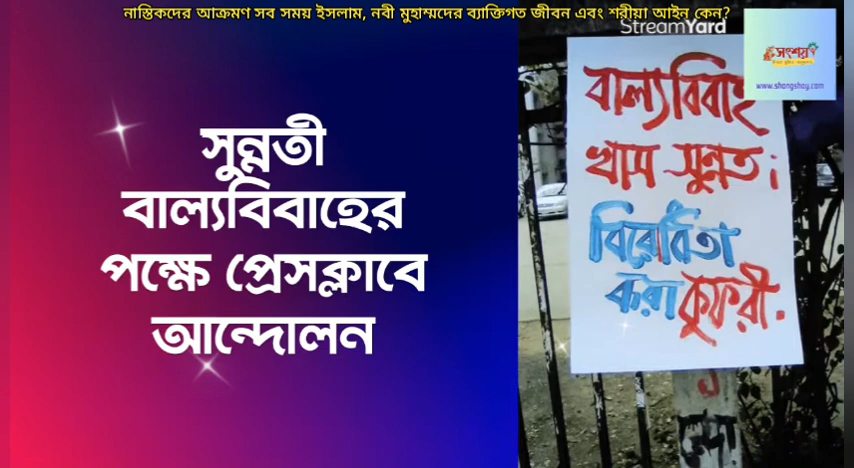 নাস্তিকদের আক্রমণ সব সময় ইসলাম, নবী মুহাম্মদের ব্যাক্তিগত জীবন এবং শরীয়া আইন কেন?
StreamYard
সংশয়
www.shongshoy.com
সুন্নতী
বাল্যবিবাহের
পক্ষে প্রেসক্লাবে
আন্দোলন
বাল্যবিবাহ
খাস সুন্নত;
বিরোধিতা
করা কুফরী.